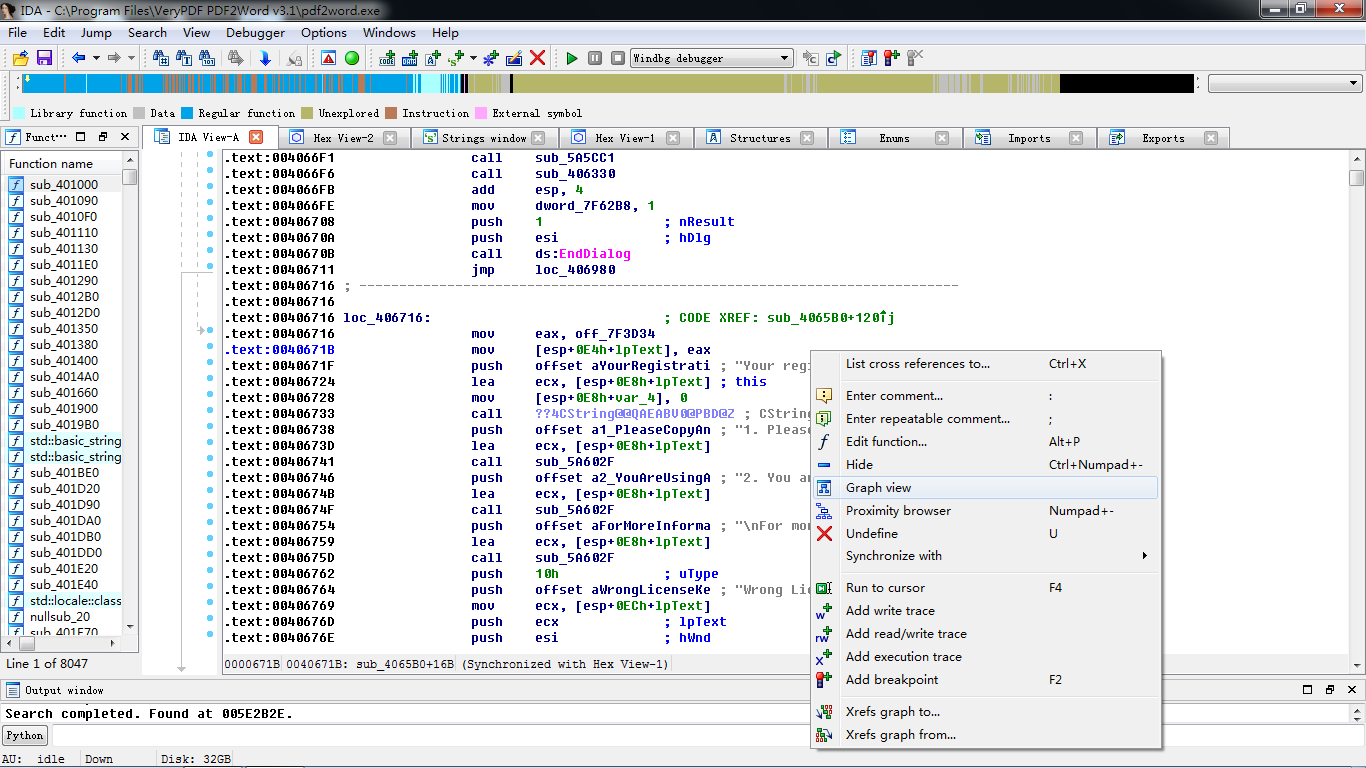 IDA - C:\Program Files\VeryPDF PDF2Word v3.1\pdf2word.exe
File Edit Jump Search View Debugger Options Windows Help
Windbg debugger
Library function Data Regular function Unexplored Instruction External symbol
Funct··· IDA View-A Hex View-2 Strings window Hex View-1 Structures Enums Imports Exports
Function name
sub_401000
sub_401090
sub_4010F0
sub_401110
sub_401130
sub_4011E0
sub_401290
sub_4012B0
sub_4012D0
sub_401350
sub_401380
sub_401400
sub_4014A0
sub_401660
sub_401900
sub_4019B0
std::basic_string
std::basic_string
sub_401BE0
sub_401D20
sub_401D90
sub_401DA0
sub_401DB0
sub_401DD0
sub_401E20
sub_401E40
std::locale::class
nullsub_20
sub_401F70
Line 1 of 8047
.text:004066F1 call sub_5A5CC1
.text:004066F6 call sub_406330
.text:004066FB add esp, 4
.text:004066FE mov dword_7F62B8, 1
.text:00406708 push 1 ; nResult
.text:0040670A push esi ; hDlg
.text:0040670B call ds:EndDialog
.text:00406711 jmp loc_406980
.text:00406716 ; ---------------------------------------------------------------------------
.text:00406716
.text:00406716 loc_406716: ; CODE XREF: sub_4065B0+120↑j
.text:00406716 mov eax, off_7F3D34
.text:0040671B mov [esp+0E4h+lpText], eax
.text:0040671F push offset aYourRegistrati ; "Your regi
.text:00406724 lea ecx, [esp+0E8h+lpText] ; this
.text:00406728 mov [esp+0E8h+var_4], 0
.text:00406733 call ??4CString@@QAEABV0@PBD@Z ; CString
.text:00406738 push offset a1_PleaseCopyAn ; "1. Please
.text:0040673D lea ecx, [esp+0E8h+lpText]
.text:00406741 call sub_5A602F
.text:00406746 push offset a2_YouAreUsingA ; "2. You ar
.text:0040674B lea ecx, [esp+0E8h+lpText]
.text:0040674F call sub_5A602F
.text:00406754 push offset aForMoreInforma ; "\nFor mor
.text:00406759 lea ecx, [esp+0E8h+lpText]
.text:0040675D call sub_5A602F
.text:00406762 push 10h ; uType
.text:00406764 push offset aWrongLicenseKe ; "Wrong Lic
.text:00406769 mov ecx, [esp+0ECh+lpText]
.text:0040676D push ecx ; lpText
.text:0040676E push esi ; hWnd
0000671B 0040671B: sub_4065B0+16B (Synchronized with Hex View-1)
List cross references to... Ctrl+X
Enter comment... :
Enter repeatable comment... ;
Edit function... Alt+P
Hide Ctrl+Numpad+-
Graph view
Proximity browser Numpad+-
Undefine U
Synchronize with
Run to cursor F4
Add write trace
Add read/write trace
Add execution trace
Add breakpoint F2
Xrefs graph to...
Xrefs graph from...
Output window
Search completed. Found at 005E2B2E.
Python
AU: idle Down Disk: 32GB